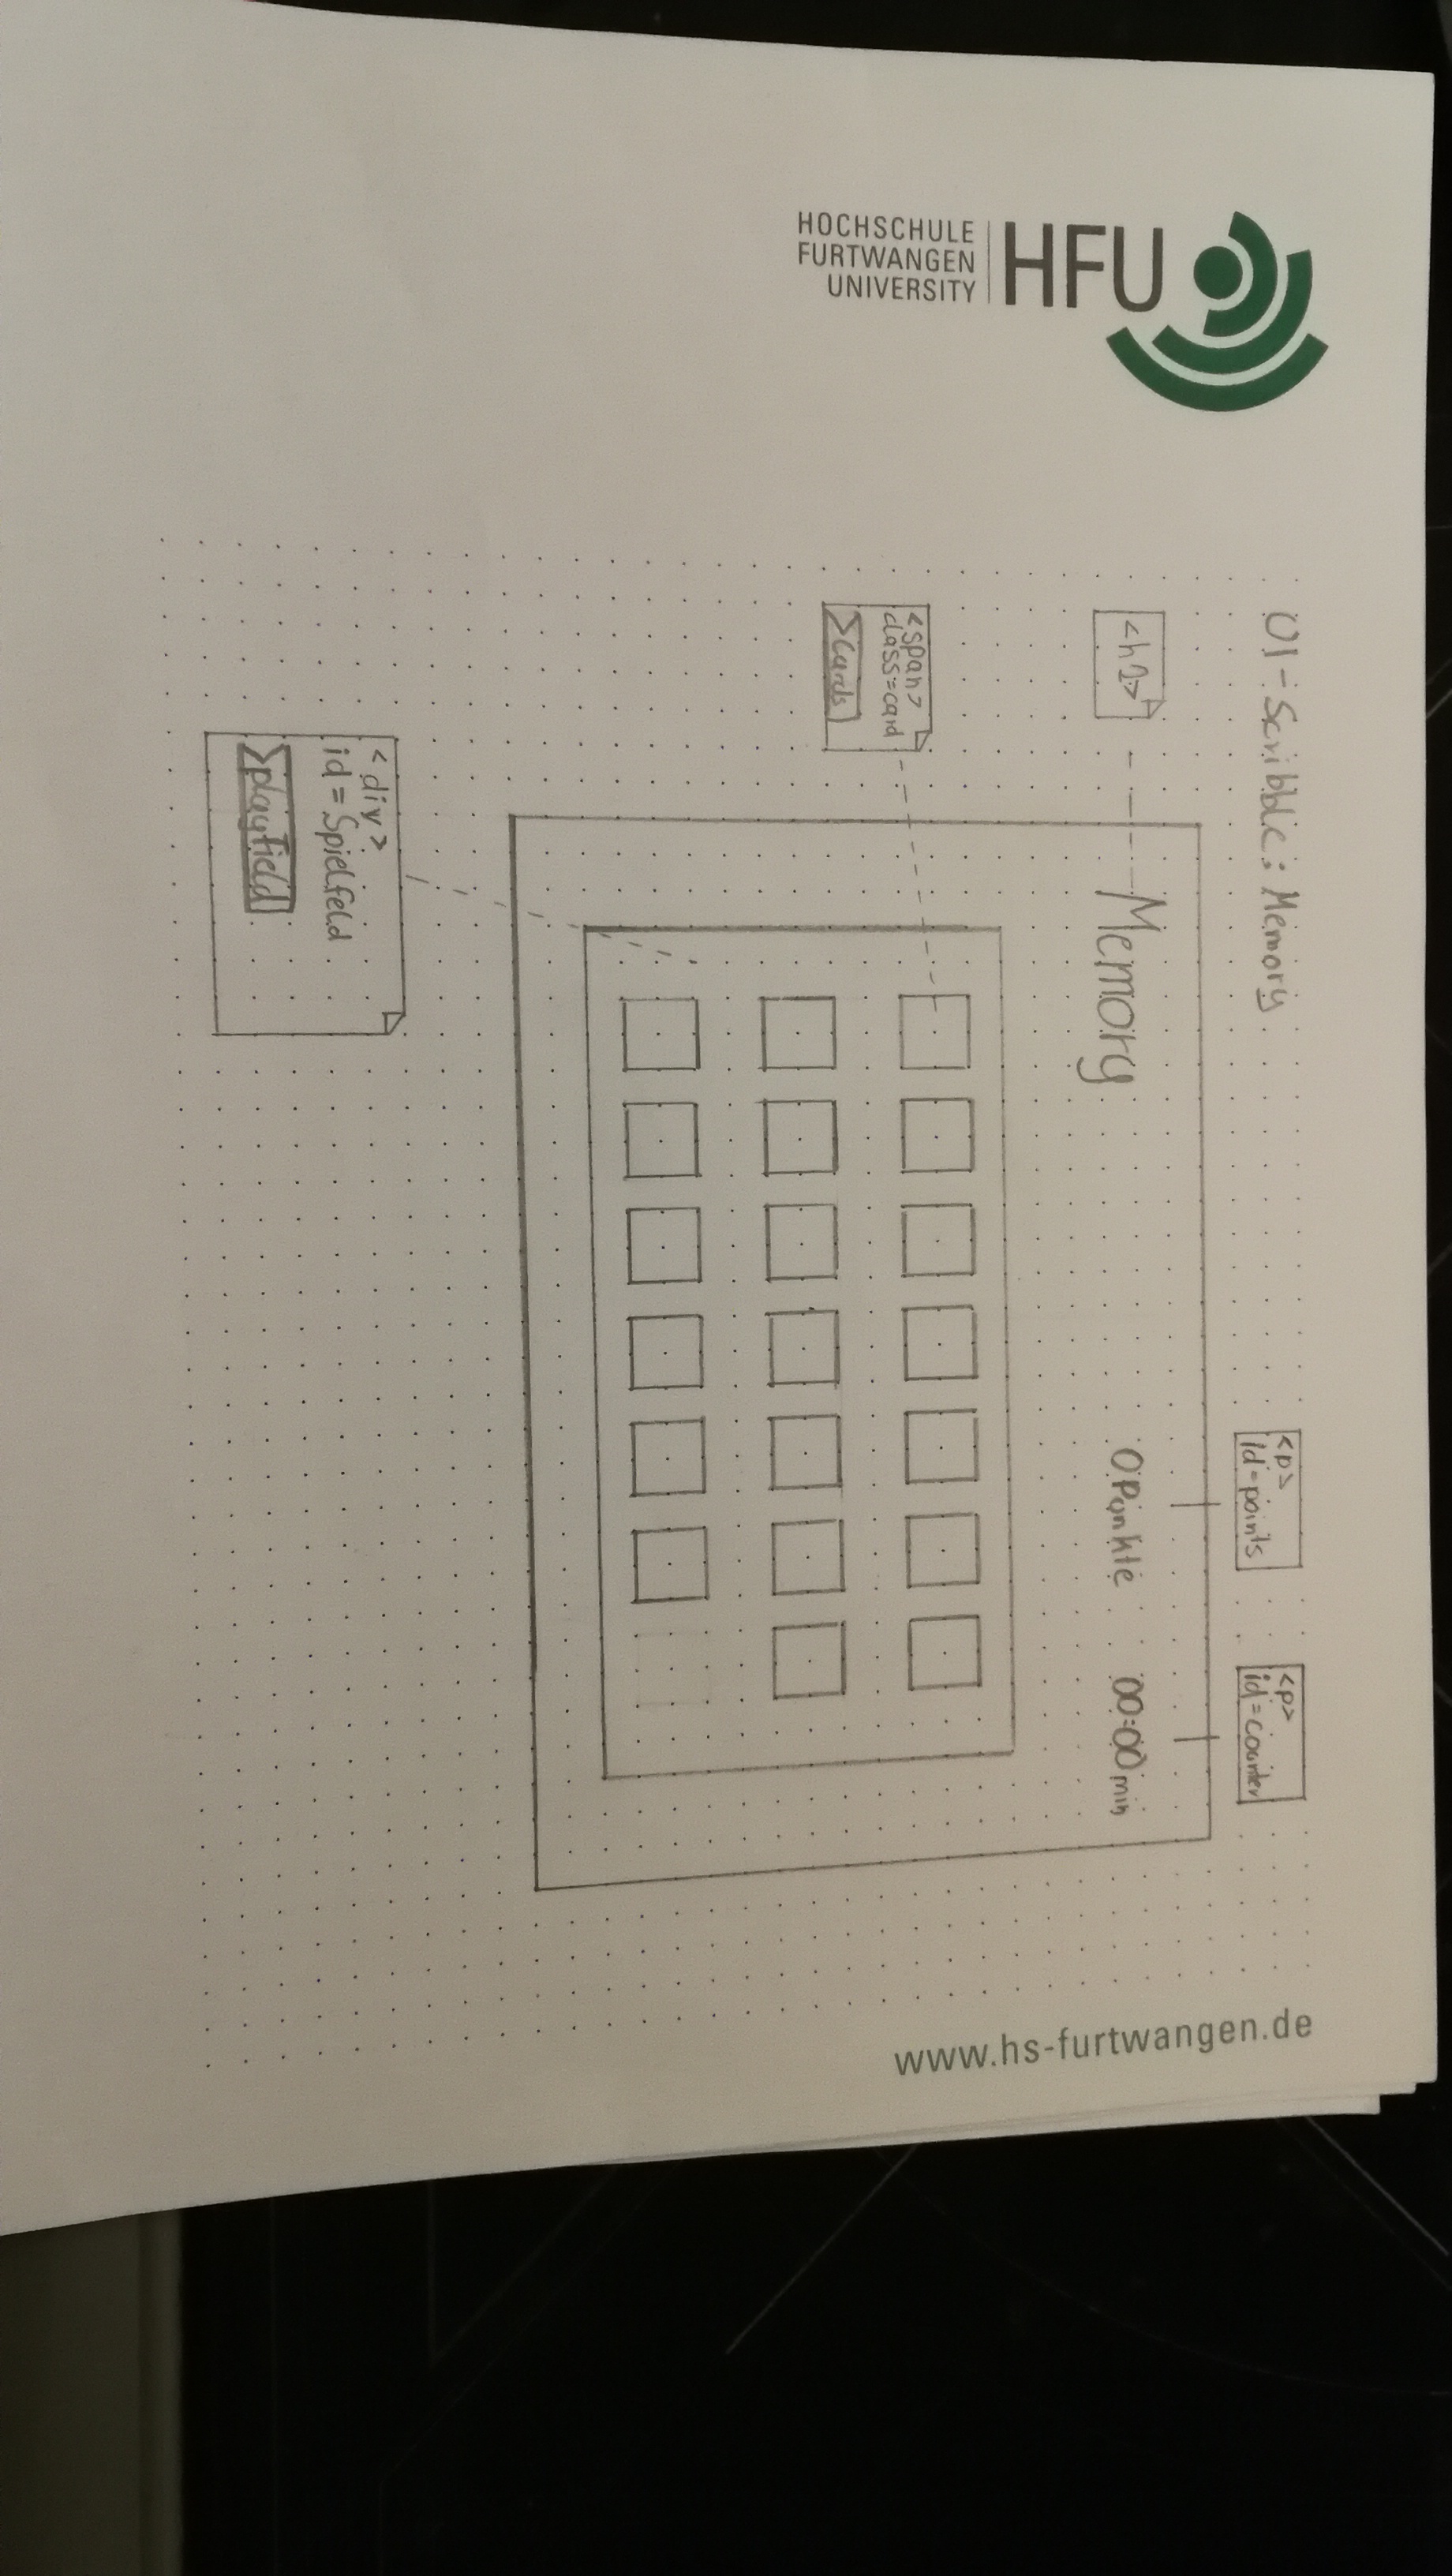 UI-Scribble: Memory
<p>
id=points
<p>
id=counter
<h1>
Memory
0 Punkte
00:00 min
<span>
class=card
Cards
<div>
id=Spielfeld
playField
HFU
HOCHSCHULE
FURTWANGEN
UNIVERSITY
www.hs-furtwangen.de